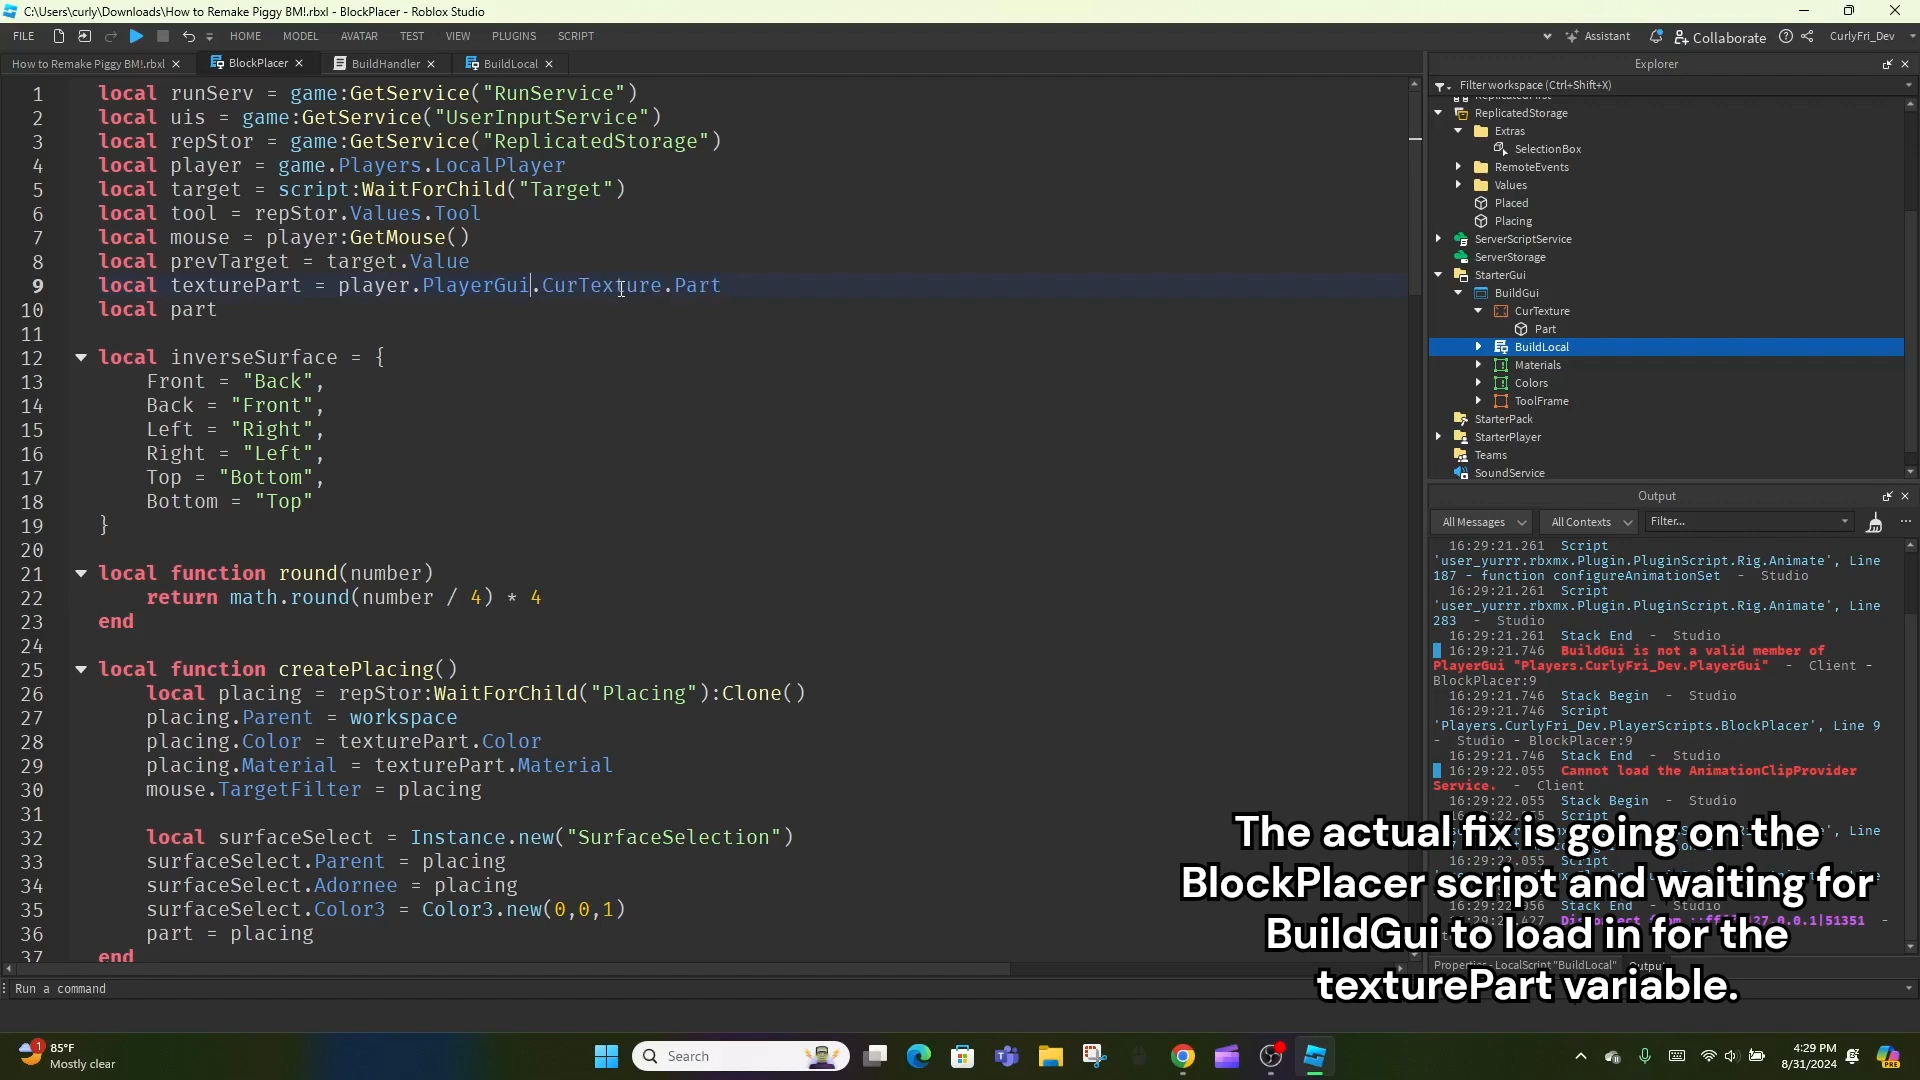 C:\Users\curly\Downloads\How to Remake Piggy BM!.rbxl - BlockPlacer - Roblox Studio
FILE HOME MODEL AVATAR TEST VIEW PLUGINS SCRIPT Assistant Collaborate CurlyFri_Dev
How to Remake Piggy BM!.rbxl BlockPlacer BuildHandler BuildLocal
1 local runServ = game:GetService("RunService")
2 local uis = game:GetService("UserInputService")
3 local repStor = game:GetService("ReplicatedStorage")
4 local player = game.Players.LocalPlayer
5 local target = script:WaitForChild("Target")
6 local tool = repStor.Values.Tool
7 local mouse = player:GetMouse()
8 local prevTarget = target.Value
9 local texturePart = player.PlayerGui.CurTexture.Part
10 local part
11
12 local inverseSurface = {
13 Front = "Back",
14 Back = "Front",
15 Left = "Right",
16 Right = "Left",
17 Top = "Bottom",
18 Bottom = "Top"
19 }
20
21 local function round(number)
22 return math.round(number / 4) * 4
23 end
24
25 local function createPlacing()
26 local placing = repStor:WaitForChild("Placing"):Clone()
27 placing.Parent = workspace
28 placing.Color = texturePart.Color
29 placing.Material = texturePart.Material
30 mouse.TargetFilter = placing
31
32 local surfaceSelect = Instance.new("SurfaceSelection")
33 surfaceSelect.Parent = placing
34 surfaceSelect.Adornee = placing
35 surfaceSelect.Color3 = Color3.new(0,0,1)
36 part = placing
37 end
Explorer
Filter workspace (Ctrl+Shift+X)
ReplicatedFirst
ReplicatedStorage
Extras
SelectionBox
RemoteEvents
Values
Placed
Placing
ServerScriptService
ServerStorage
StarterGui
BuildGui
CurTexture
Part
BuildLocal
Materials
Colors
ToolFrame
StarterPack
StarterPlayer
Teams
SoundService
Output
All Messages All Contexts Filter...
16:29:21.261 Script
'user_yurrr.rbxmx.Plugin.PluginScript.Rig.Animate', Line
187 - function configureAnimationSet - Studio
16:29:21.261 Script
'user_yurrr.rbxmx.Plugin.PluginScript.Rig.Animate', Line
283 - Studio
16:29:21.261 Stack End - Studio
16:29:21.746 BuildGui is not a valid member of
PlayerGui "Players.CurlyFri_Dev.PlayerGui" - Client -
BlockPlacer:9
16:29:21.746 Stack Begin - Studio
16:29:21.746 Script
'Players.CurlyFri_Dev.PlayerScripts.BlockPlacer', Line 9
- Studio - BlockPlacer:9
16:29:21.746 Stack End - Studio
16:29:22.055 Cannot load the AnimationClipProvider
Service. - Client
16:29:22.055 Stack Begin - Studio
The actual fix is going on the
BlockPlacer script and waiting for
BuildGui to load in for the
texturePart variable.
Properties - LocalScript "BuildLocal" Output
Run a command
85°F
Mostly clear
Search
4:29 PM
8/31/2024